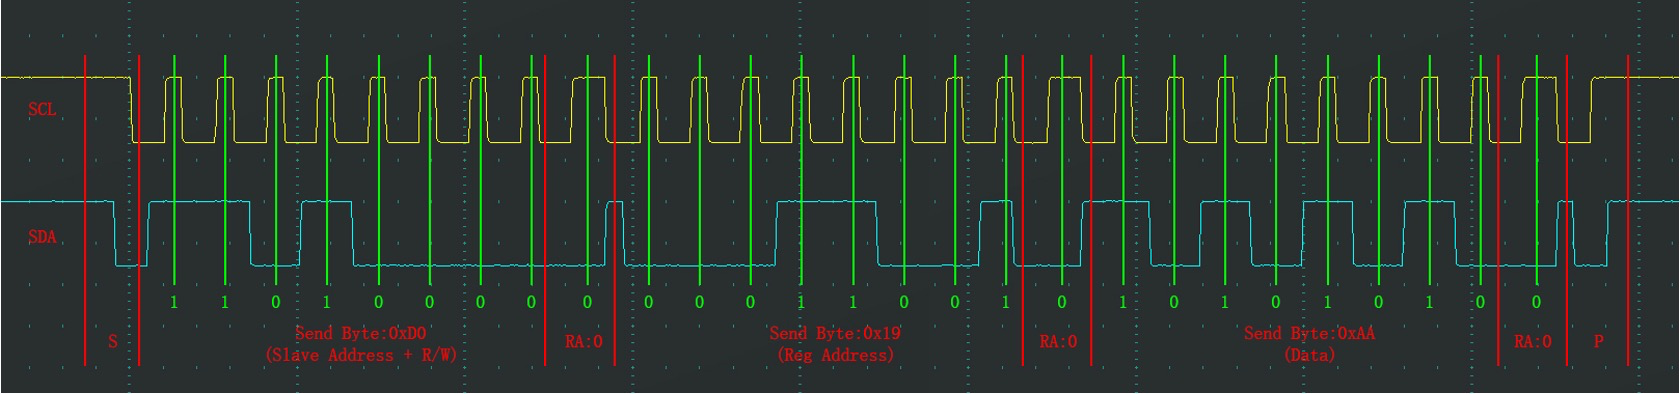 SCL
SDA
1 1 0 1 0 0 0 0 0 0 0 0 1 1 0 0 1 0 1 0 1 0 1 0 1 0 0
S
Send Byte:0xD0
(Slave Address + R/W)
RA:0
Send Byte:0x19
(Reg Address)
RA:0
Send Byte:0xAA
(Data)
RA:0
P